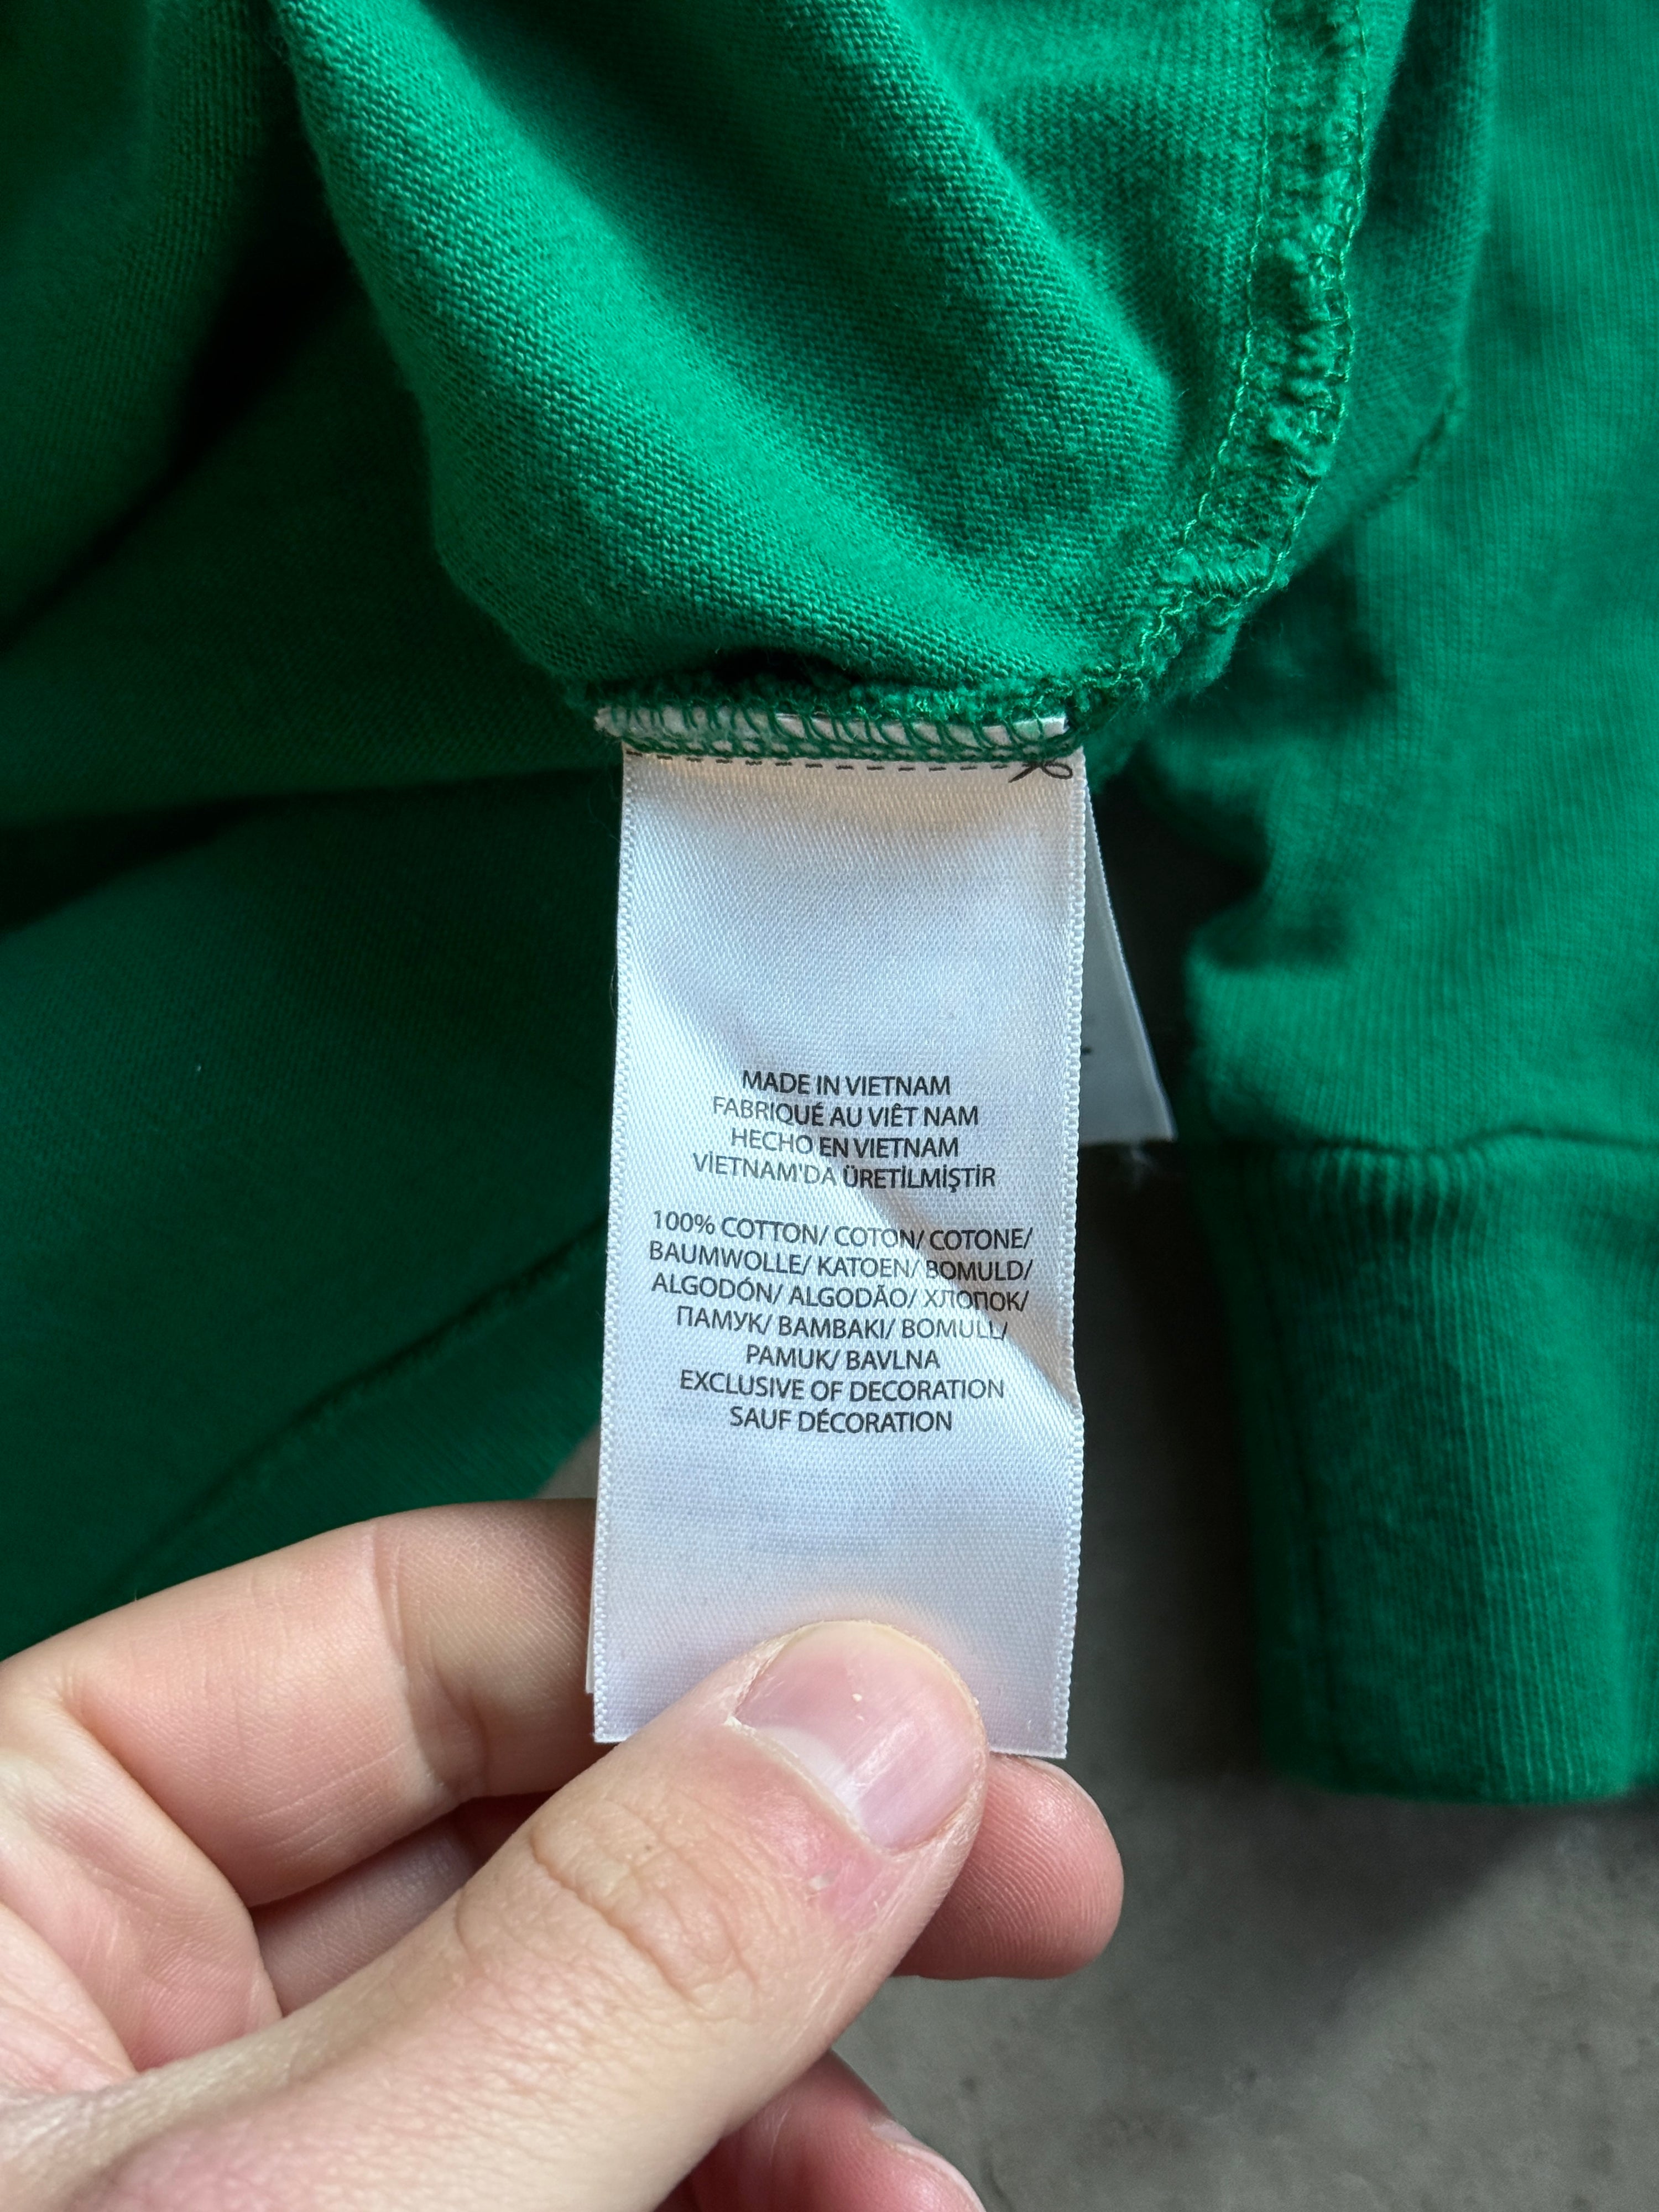 MADE IN VIETNAM
FABRIQUÉ AU VIÊT NAM
HECHO EN VIETNAM
VİETNAM'DA ÜRETİLMİŞTİR
100% COTTON/ COTON/ COTONE/
BAUMWOLLE/ KATOEN/ BOMULD/
ALGODÓN/ ALGODÃO/ ХЛОПОК/
ПАМУК/ BAMBAKI/ BOMULL/
PAMUK/ BAVLNA
EXCLUSIVE OF DECORATION
SAUF DÉCORATION